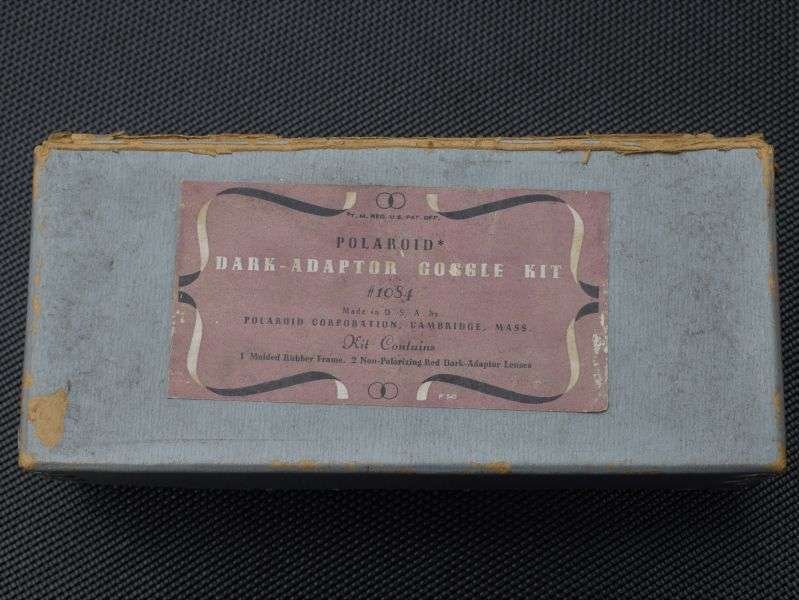 *T. M. REG. U.S. PAT. OFF.
POLAROID*
DARK-ADAPTOR GOGGLE KIT
#1084
Made in U S A by
POLAROID CORPORATION, CAMBRIDGE, MASS.
Kit Contains
1 Molded Rubber Frame, 2 Non-Polarizing Red Dark-Adaptor Lenses